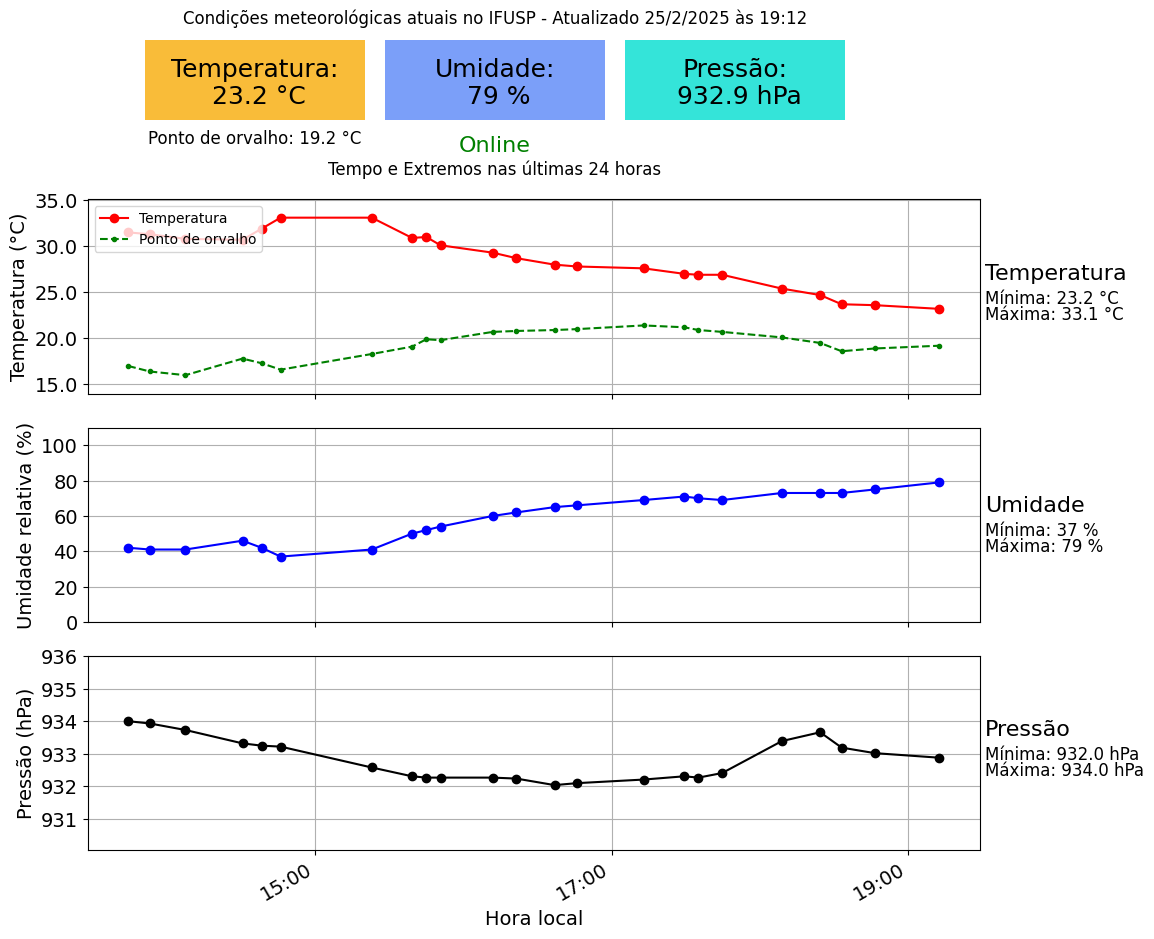 Condições meteorológicas atuais no IFUSP - Atualizado 25/2/2025 às 19:12
Temperatura:
23.2 °C
Umidade:
79 %
Pressão:
932.9 hPa
Ponto de orvalho: 19.2 °C
Online
Tempo e Extremos nas últimas 24 horas
Temperatura (°C)
35.0
30.0
25.0
20.0
15.0
Temperatura
Ponto de orvalho
Temperatura
Mínima: 23.2 °C
Máxima: 33.1 °C
Umidade relativa (%)
100
80
60
40
20
0
Umidade
Mínima: 37 %
Máxima: 79 %
Pressão (hPa)
936
935
934
933
932
931
Pressão
Mínima: 932.0 hPa
Máxima: 934.0 hPa
15:00
17:00
19:00
Hora local